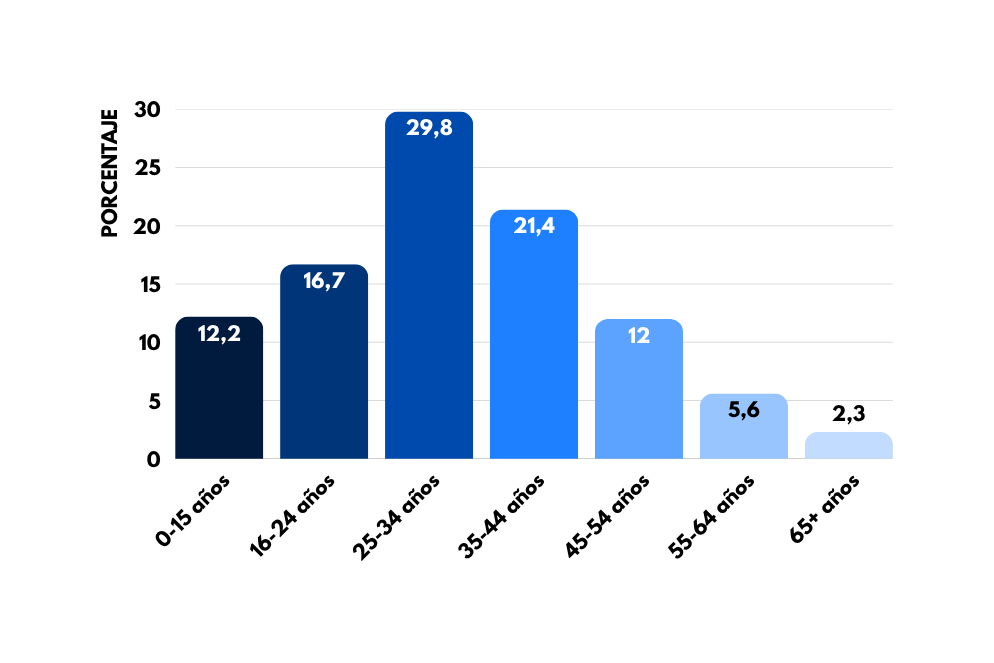 PORCENTAJE
30
25
20
15
10
5
0
12,2
16,7
29,8
21,4
12
5,6
2,3
0-15 años
16-24 años
25-34 años
35-44 años
45-54 años
55-64 años
65+ años